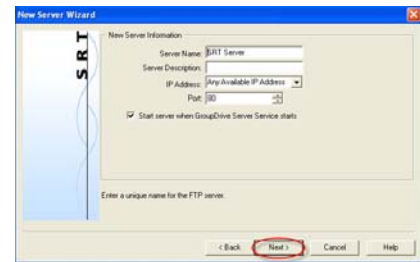 New Server Wizard
SRT
New Server Information
Server Name: SRT Server
Server Description:
IP Address: Any Available IP Address
Port: 80
Start server when GroupDrive Server Service starts
Enter a unique name for the FTP server.
< Back Next > Cancel Help